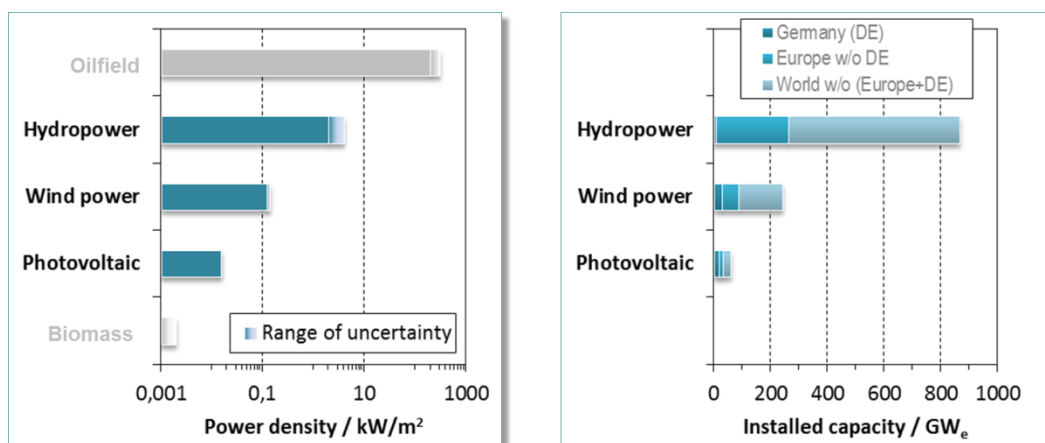 Oilfield
Hydropower
Wind power
Photovoltaic
Biomass
Range of uncertainty
0,001 0,1 10 1000
Power density / kW/m²
Germany (DE)
Europe w/o DE
World w/o (Europe+DE)
Hydropower
Wind power
Photovoltaic
0 200 400 600 800 1000
Installed capacity / GWₑ